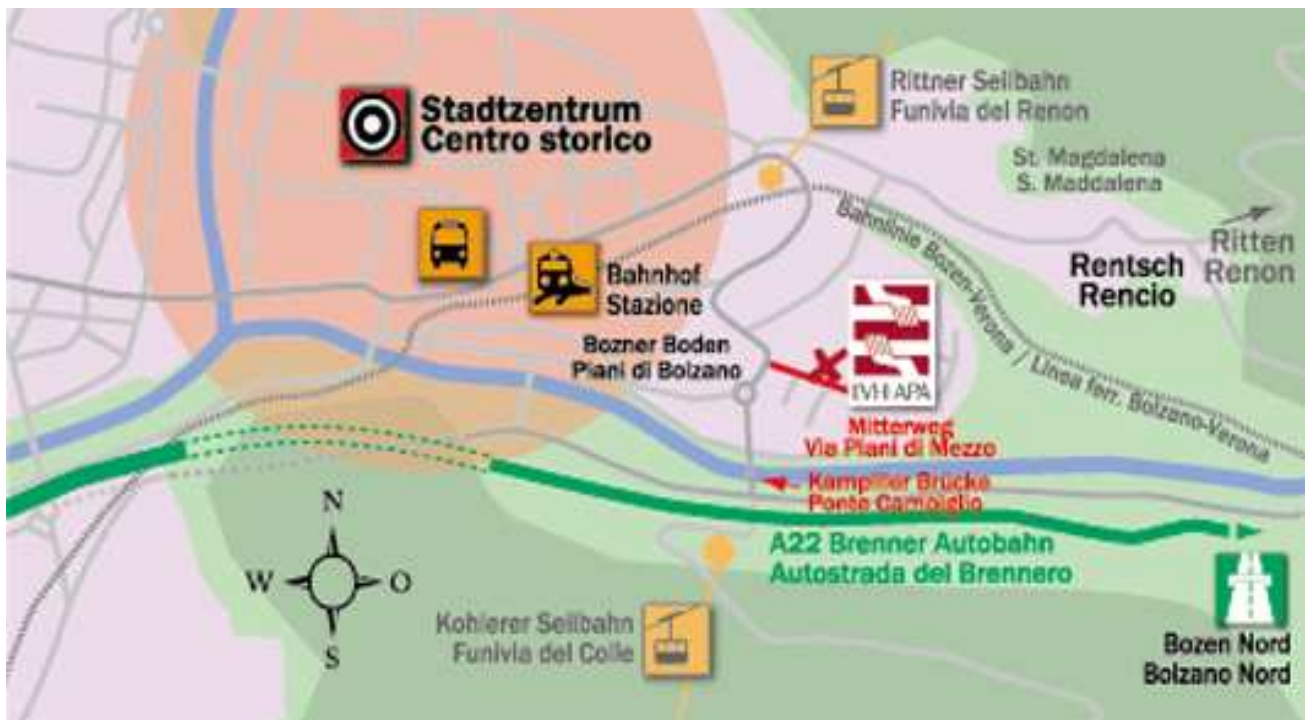 Stadtzentrum
Centro storico
Rittner Seilbahn
Funivia del Renon
St. Magdalena
S. Maddalena
Ritten
Renon
Rentsch
Rencio
Bahnhof
Stazione
Bahnlinie Bozen-Verona / Linea ferr. Bolzano-Verona
Bozner Boden
Piani di Bolzano
LVH APA
Mitterweg
Via Piani di Mezzo
Kampiller Brücke
Ponte Campiglio
A22 Brenner Autobahn
Autostrada del Brennero
N
W O
S
Kohlerer Seilbahn
Funivia del Colle
Bozen Nord
Bolzano Nord